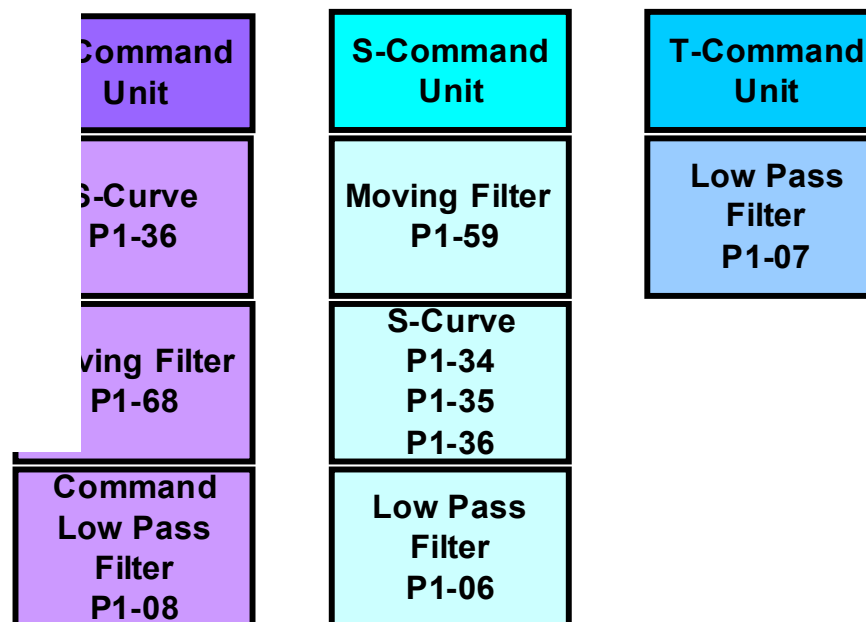 Command
Unit
S-Curve
P1-36
Moving Filter
P1-68
Command
Low Pass
Filter
P1-08
S-Command
Unit
Moving Filter
P1-59
S-Curve
P1-34
P1-35
P1-36
Low Pass
Filter
P1-06
T-Command
Unit
Low Pass
Filter
P1-07